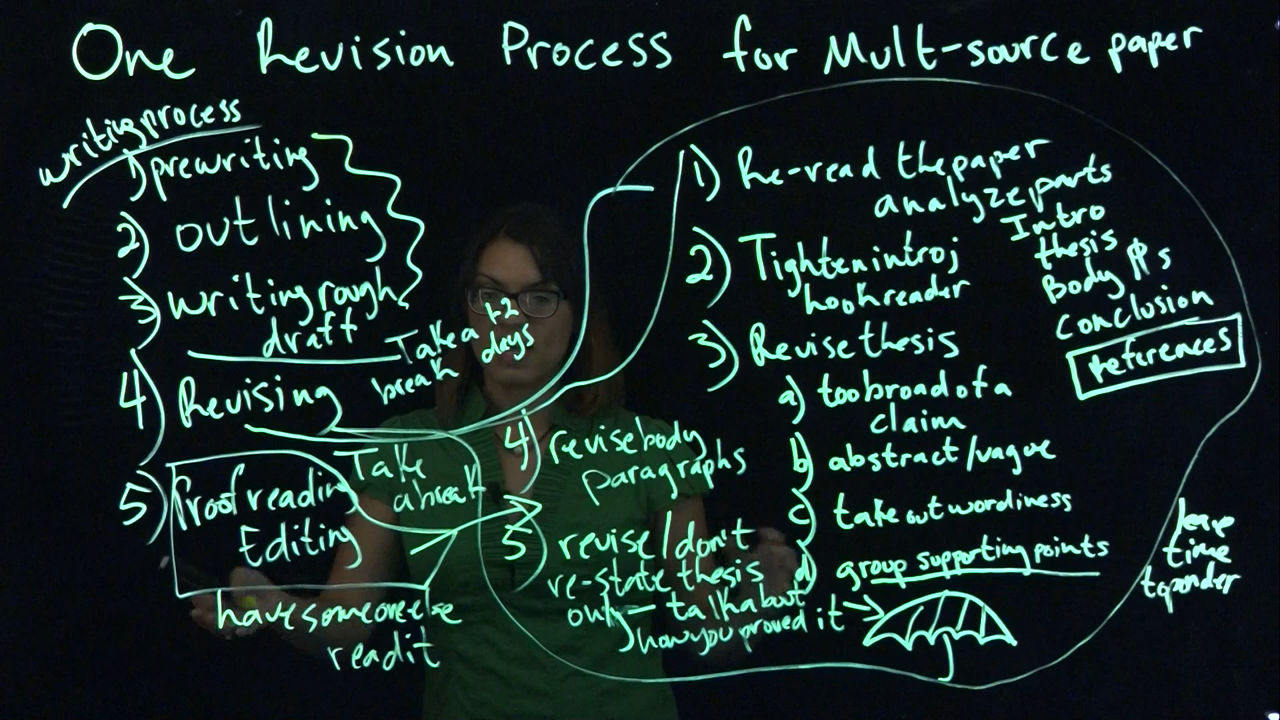 One Revision Process for Mult-source paper
writing process
1) prewriting
2) outlining
3) writing rough
draft
Take a 1-2
break days
4) Revising
Take
a break
5) Proofreading
Editing
have someone else
read it
1) Re-read the paper
analyze parts
Intro
thesis
Body ¶s
conclusion
references
2) Tighten intro;
hook reader
3) Revise thesis
a) too broad of a
claim
b) abstract/vague
c) take out wordiness
d) group supporting points
4) revise body
paragraphs
5) revise/don't
re-state thesis
only – talk about
how you proved it
time
to ponder